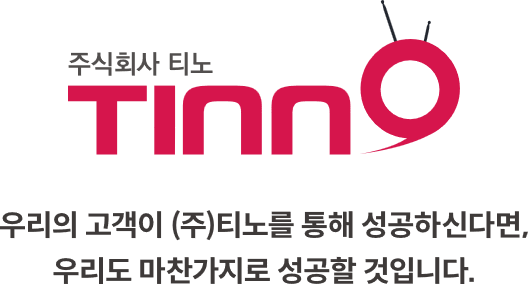 주식회사 티노
TINNO
우리의 고객이 (주)티노를 통해 성공하신다면,
우리도 마찬가지로 성공할 것입니다.